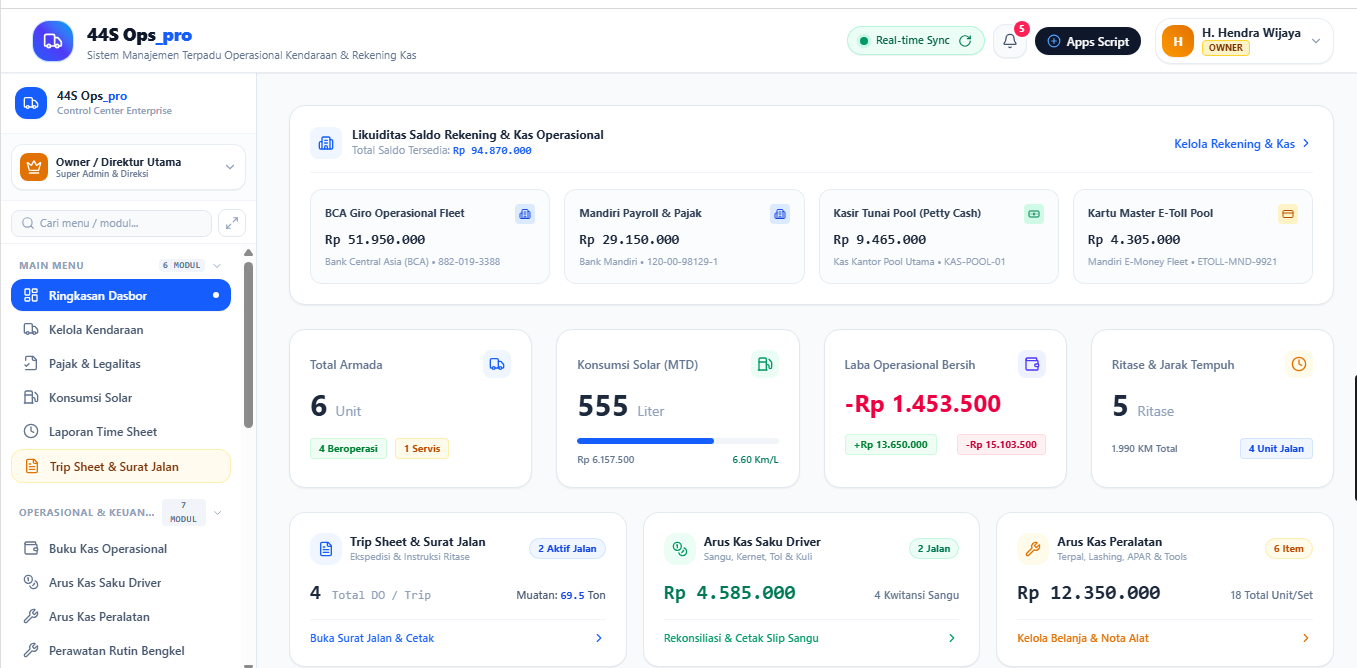 44S Ops_pro
Sistem Manajemen Terpadu Operasional Kendaraan & Rekening Kas
Real-time Sync
5
Apps Script
H
H. Hendra Wijaya
OWNER
44S Ops_pro
Control Center Enterprise
Owner / Direktur Utama
Super Admin & Direksi
Cari menu / modul...
MAIN MENU
6 MODUL
Ringkasan Dasbor
Kelola Kendaraan
Pajak & Legalitas
Konsumsi Solar
Laporan Time Sheet
Trip Sheet & Surat Jalan
OPERASIONAL & KEUAN...
7 MODUL
Buku Kas Operasional
Arus Kas Saku Driver
Arus Kas Peralatan
Perawatan Rutin Bengkel
Likuiditas Saldo Rekening & Kas Operasional
Total Saldo Tersedia: Rp 94.870.000
Kelola Rekening & Kas
BCA Giro Operasional Fleet
Rp 51.950.000
Bank Central Asia (BCA) • 882-019-3388
Mandiri Payroll & Pajak
Rp 29.150.000
Bank Mandiri • 120-00-98129-1
Kasir Tunai Pool (Petty Cash)
Rp 9.465.000
Kas Kantor Pool Utama • KAS-POOL-01
Kartu Master E-Toll Pool
Rp 4.305.000
Mandiri E-Money Fleet • ETOLL-MND-9921
Total Armada
6 Unit
4 Beroperasi
1 Servis
Konsumsi Solar (MTD)
555 Liter
Rp 6.157.500
6.60 Km/L
Laba Operasional Bersih
-Rp 1.453.500
+Rp 13.650.000
-Rp 15.103.500
Ritase & Jarak Tempuh
5 Ritase
1.990 KM Total
4 Unit Jalan
Trip Sheet & Surat Jalan
Ekspedisi & Instruksi Ritase
2 Aktif Jalan
4 Total DO / Trip
Muatan: 69.5 Ton
Buka Surat Jalan & Cetak
Arus Kas Saku Driver
Sangu, Kernet, Tol & Kuli
2 Jalan
Rp 4.585.000
4 Kwitansi Sangu
Rekonsiliasi & Cetak Slip Sangu
Arus Kas Peralatan
Terpal, Lashing, APAR & Tools
6 Item
Rp 12.350.000
18 Total Unit/Set
Kelola Belanja & Nota Alat